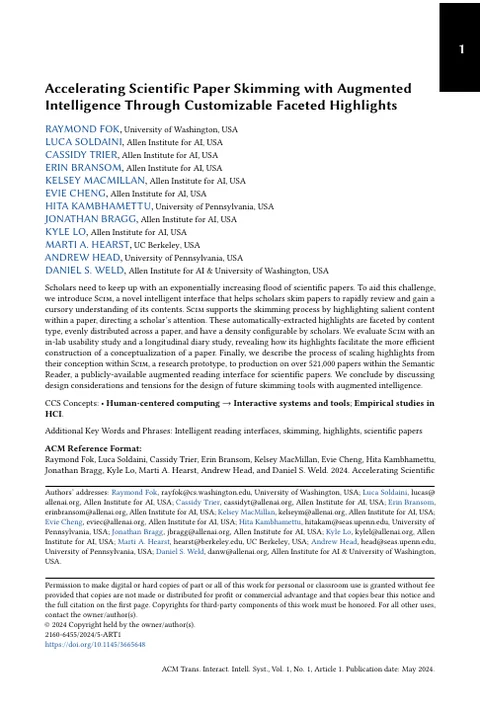 1
Accelerating Scientific Paper Skimming with Augmented
Intelligence Through Customizable Faceted Highlights
RAYMOND FOK, University of Washington, USA
LUCA SOLDAINI, Allen Institute for AI, USA
CASSIDY TRIER, Allen Institute for AI, USA
ERIN BRANSOM, Allen Institute for AI, USA
KELSEY MACMILLAN, Allen Institute for AI, USA
EVIE CHENG, Allen Institute for AI, USA
HITA KAMBHAMETTU, University of Pennsylvania, USA
JONATHAN BRAGG, Allen Institute for AI, USA
KYLE LO, Allen Institute for AI, USA
MARTI A. HEARST, UC Berkeley, USA
ANDREW HEAD, University of Pennsylvania, USA
DANIEL S. WELD, Allen Institute for AI & University of Washington, USA
Scholars need to keep up with an exponentially increasing flood of scientific papers. To aid this challenge,
we introduce Scim, a novel intelligent interface that helps scholars skim papers to rapidly review and gain a
cursory understanding of its contents. Scim supports the skimming process by highlighting salient content
within a paper, directing a scholar's attention. These automatically-extracted highlights are faceted by content
type, evenly distributed across a paper, and have a density configurable by scholars. We evaluate Scim with an
in-lab usability study and a longitudinal diary study, revealing how its highlights facilitate the more efficient
construction of a conceptualization of a paper. Finally, we describe the process of scaling highlights from
their conception within Scim, a research prototype, to production on over 521,000 papers within the Semantic
Reader, a publicly-available augmented reading interface for scientific papers. We conclude by discussing
design considerations and tensions for the design of future skimming tools with augmented intelligence.
CCS Concepts: • Human-centered computing → Interactive systems and tools; Empirical studies in
HCI.
Additional Key Words and Phrases: Intelligent reading interfaces, skimming, highlights, scientific papers
ACM Reference Format:
Raymond Fok, Luca Soldaini, Cassidy Trier, Erin Bransom, Kelsey MacMillan, Evie Cheng, Hita Kambhamettu,
Jonathan Bragg, Kyle Lo, Marti A. Hearst, Andrew Head, and Daniel S. Weld. 2024. Accelerating Scientific
Authors' addresses: Raymond Fok, rayfok@cs.washington.edu, University of Washington, USA; Luca Soldaini, lucas@
allenai.org, Allen Institute for AI, USA; Cassidy Trier, cassidyt@allenai.org, Allen Institute for AI, USA; Erin Bransom,
erinbransom@allenai.org, Allen Institute for AI, USA; Kelsey MacMillan, kelseym@allenai.org, Allen Institute for AI, USA;
Evie Cheng, eviec@allenai.org, Allen Institute for AI, USA; Hita Kambhamettu, hitakam@seas.upenn.edu, University of
Pennsylvania, USA; Jonathan Bragg, jbragg@allenai.org, Allen Institute for AI, USA; Kyle Lo, kylel@allenai.org, Allen
Institute for AI, USA; Marti A. Hearst, hearst@berkeley.edu, UC Berkeley, USA; Andrew Head, head@seas.upenn.edu,
University of Pennsylvania, USA; Daniel S. Weld, danw@allenai.org, Allen Institute for AI & University of Washington,
USA.
Permission to make digital or hard copies of part or all of this work for personal or classroom use is granted without fee
provided that copies are not made or distributed for profit or commercial advantage and that copies bear this notice and
the full citation on the first page. Copyrights for third-party components of this work must be honored. For all other uses,
contact the owner/author(s).
© 2024 Copyright held by the owner/author(s).
2160-6455/2024/5-ART1
https://doi.org/10.1145/3665648
ACM Trans. Interact. Intell. Syst., Vol. 1, No. 1, Article 1. Publication date: May 2024.